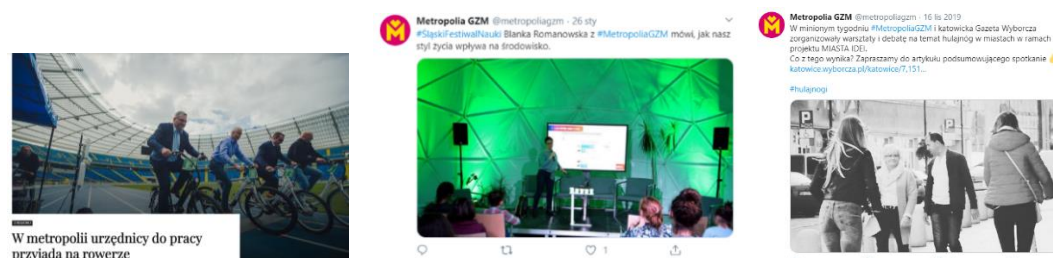 W metropolii urzędnicy do pracy
przyjadą na rowerze
Metropolia GZM @metropoliagzm · 26 sty
#ŚląskiFestiwalNauki Blanka Romanowska z #MetropoliaGZM mówi, jak nasz
styl życia wpływa na środowisko.
1
Metropolia GZM @metropoliagzm · 16 lis 2019
W minionym tygodniu #MetropoliaGZM i katowicka Gazeta Wyborcza
zorganizowały warsztaty i debatę na temat hulajnóg w miastach w ramach
projektu MIASTA IDEI.
Co z tego wynika? Zapraszamy do artykułu podsumowującego spotkanie
katowice.wyborcza.pl/katowice/7,151...
#hulajnogi
P
P